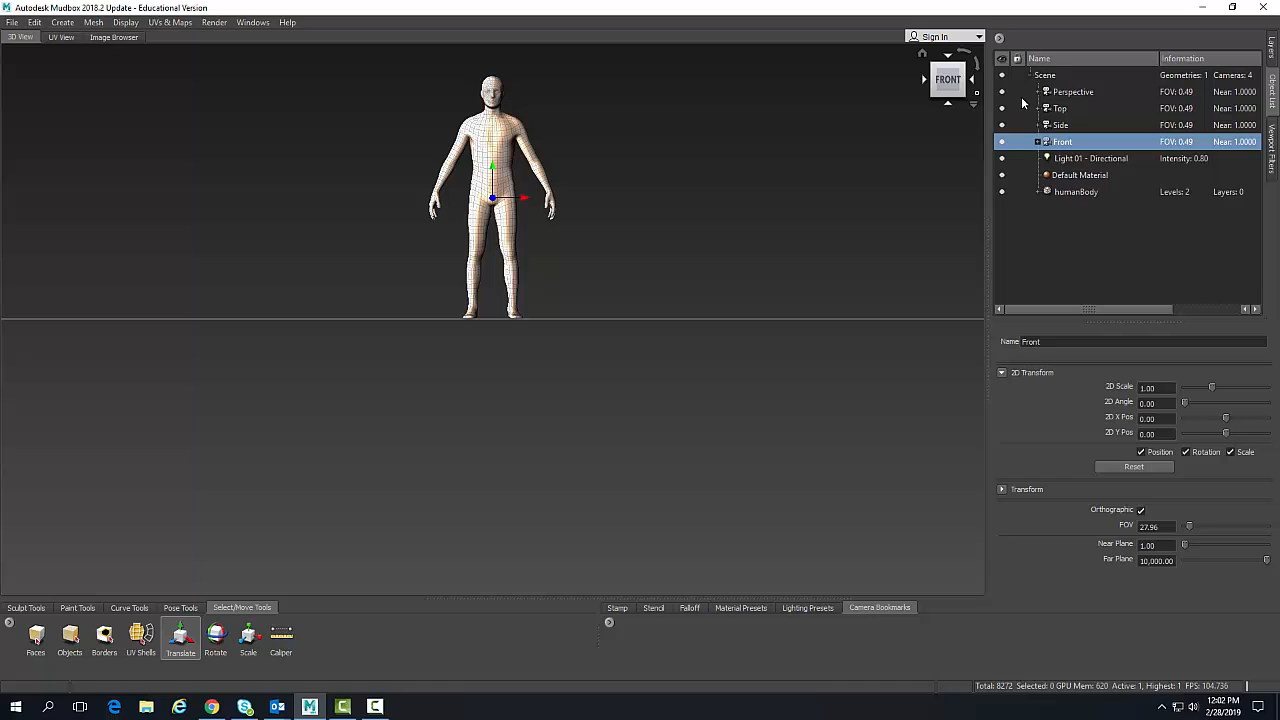 Autodesk Mudbox 2018.2 Update - Educational Version
File Edit Create Mesh Display UVs & Maps Render Windows Help
3D View UV View Image Browser Sign In
FRONT
Name Information
Scene Geometries: 1 Cameras: 4
Perspective FOV: 0.49 Near: 1.0000
Top FOV: 0.49 Near: 1.0000
Side FOV: 0.49 Near: 1.0000
Front FOV: 0.49 Near: 1.0000
Light 01 - Directional Intensity: 0.80
Default Material
humanBody Levels: 2 Layers: 0
Layers
Object List
Viewport Filters
Name Front
2D Transform
2D Scale 1.00
2D Angle 0.00
2D X Pos 0.00
2D Y Pos 0.00
Position Rotation Scale
Reset
Transform
Orthographic
FOV 27.96
Near Plane 1.00
Far Plane 10,000.00
Sculpt Tools Paint Tools Curve Tools Pose Tools Select/Move Tools
Stamp Stencil Falloff Material Presets Lighting Presets Camera Bookmarks
Faces Objects Borders UV Shells Translate Rotate Scale Caliper
Total: 8272 Selected: 0 GPU Mem: 620 Active: 1, Highest: 1 FPS: 104.736
12:02 PM
2/28/2019